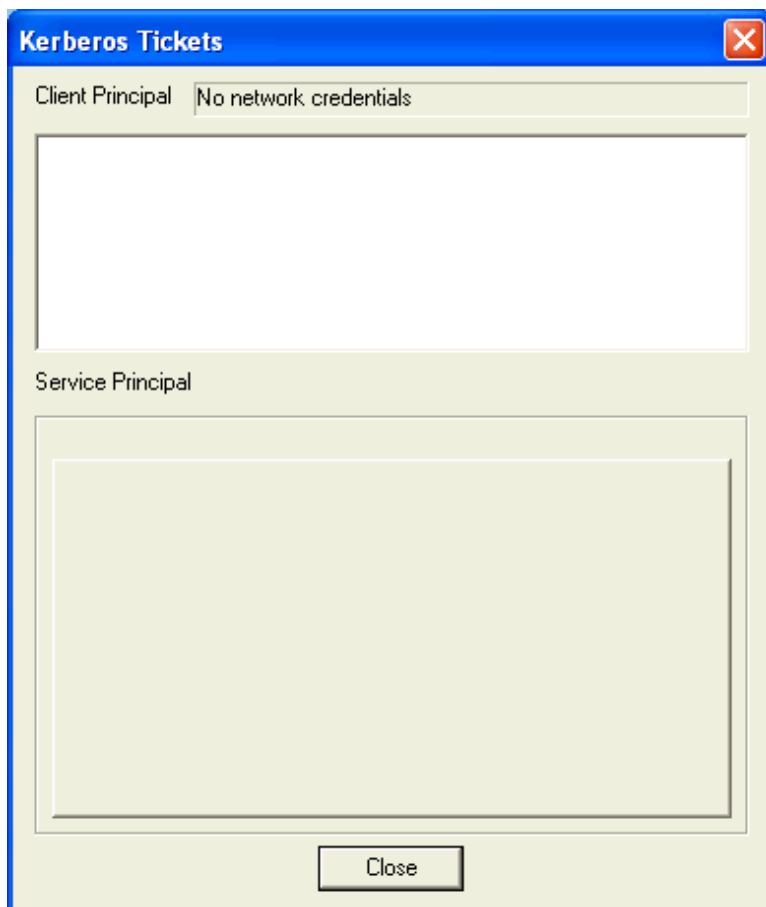 Kerberos Tickets
Client Principal No network credentials
Service Principal
Close